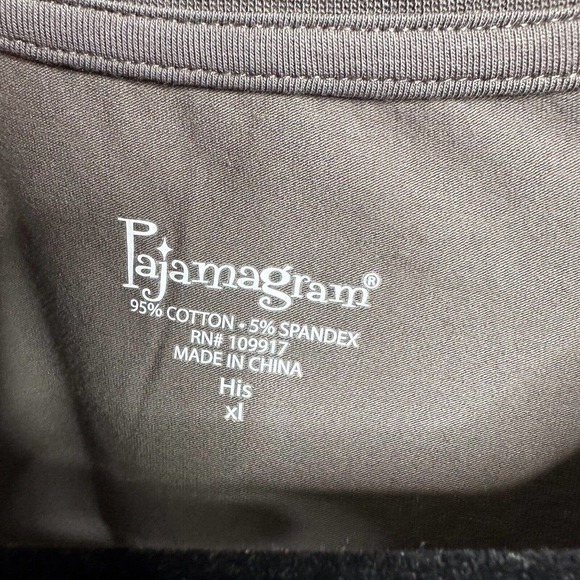 Pajamagram®
95% COTTON • 5% SPANDEX
RN# 109917
MADE IN CHINA
His
xl